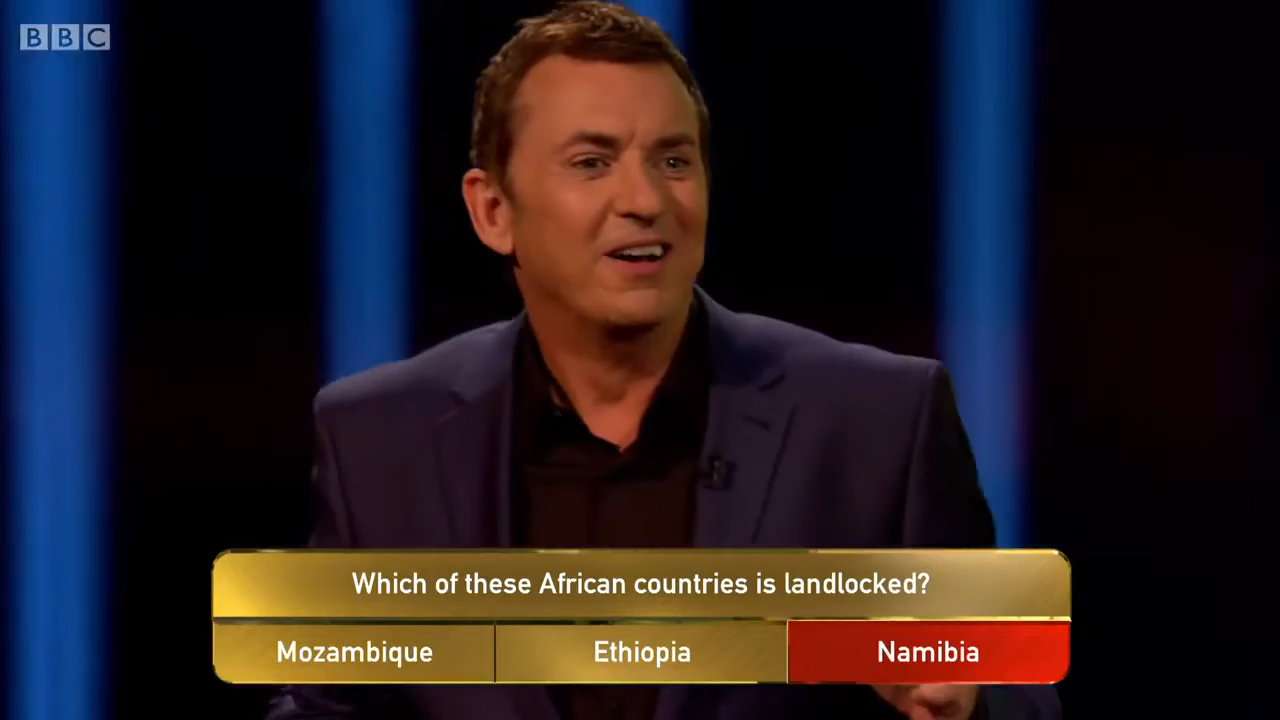 BBC
Which of these African countries is landlocked?
Mozambique
Ethiopia
Namibia